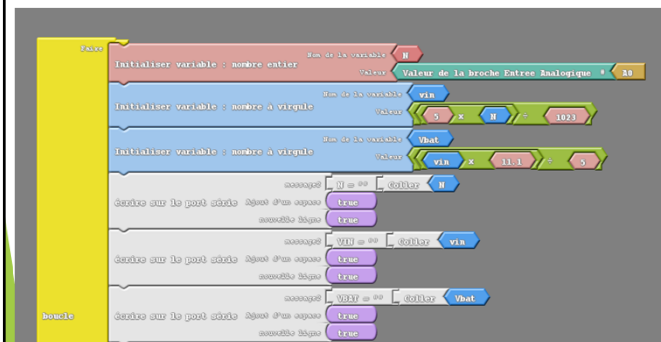 Faire
Initialiser variable : nombre entier
Nom de la variable N
Valeur Valeur de la broche Entree Analogique # A0
Initialiser variable : nombre à virgule
Nom de la variable vin
Valeur 5 x N ÷ 1023
Initialiser variable : nombre à virgule
Nom de la variable Vbat
Valeur vin x 11.1 ÷ 5
écrire sur le port série
message2 N = Coller N
Ajout d'un espace true
nouvelle ligne true
écrire sur le port série
message2 VIN = Coller vin
Ajout d'un espace true
nouvelle ligne true
boucle
écrire sur le port série
message2 VBAT = Coller Vbat
Ajout d'un espace true
nouvelle ligne true